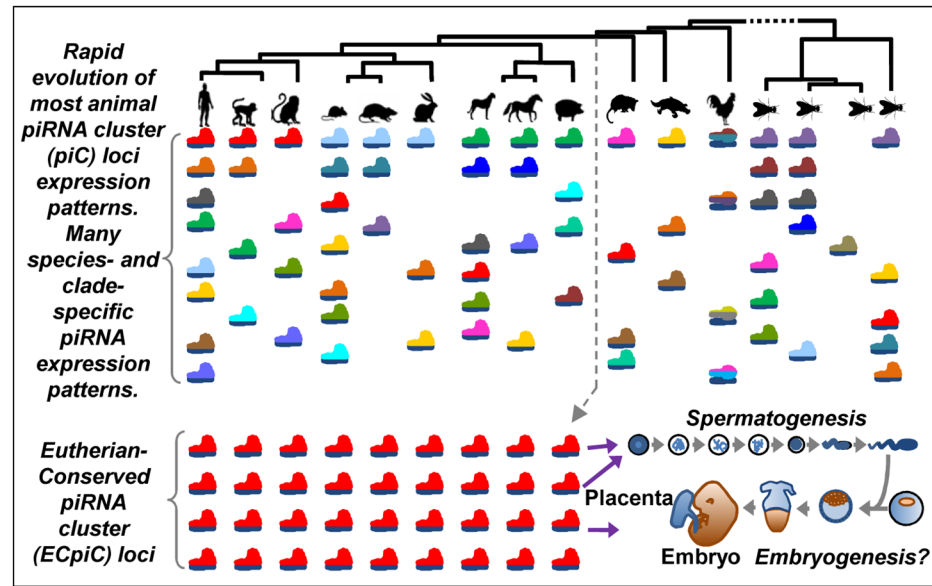 Rapid
evolution of
most animal
piRNA cluster
(piC) loci
expression
patterns.
Many
species- and
clade-
specific
piRNA
expression
patterns.
Eutherian-
Conserved
piRNA
cluster
(ECpiC) loci
Spermatogenesis
Placenta
Embryo
Embryogenesis?